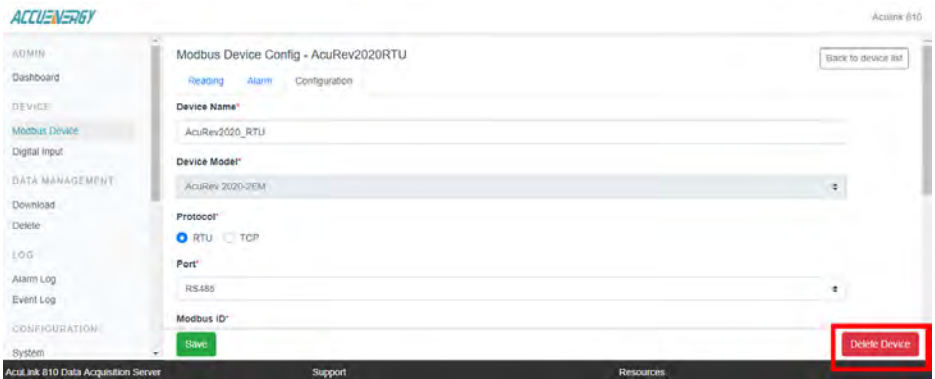 ACCUENERGY
AcuLink 810
ADMIN
Dashboard
DEVICE
Modbus Device
Digital Input
DATA MANAGEMENT
Download
Delete
LOG
Alarm Log
Event Log
CONFIGURATION
System
Modbus Device Config - AcuRev2020RTU
Back to device list
Reading Alarm Configuration
Device Name*
AcuRev2020_RTU
Device Model*
AcuRev 2020-2EM
Protocol*
RTU TCP
Port*
RS485
Modbus ID*
Save
Delete Device
AcuLink 810 Data Acquisition Server Support Resources